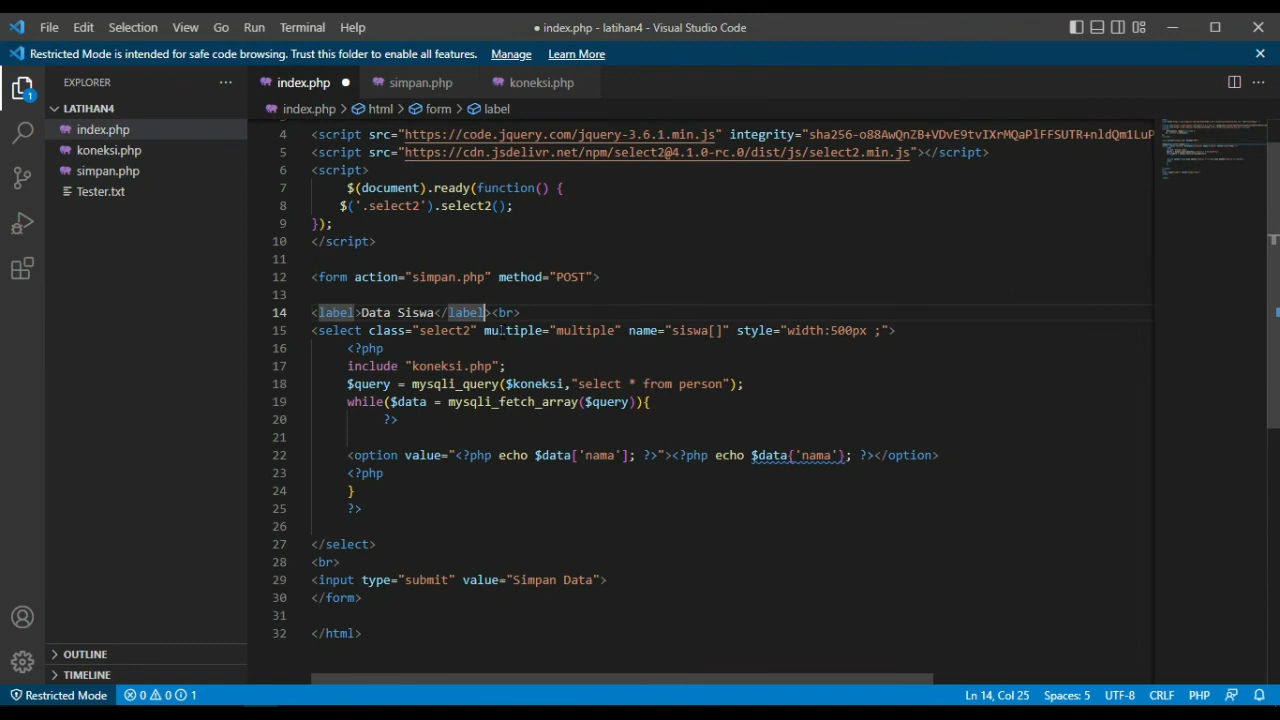 File Edit Selection View Go Run Terminal Help
● index.php - latihan4 - Visual Studio Code
Restricted Mode is intended for safe code browsing. Trust this folder to enable all features. Manage Learn More
EXPLORER
LATIHAN4
index.php
koneksi.php
simpan.php
Tester.txt
OUTLINE
TIMELINE
index.php simpan.php koneksi.php
index.php > html > form > label
4 <script src="https://code.jquery.com/jquery-3.6.1.min.js" integrity="sha256-o88AwQnZB+VDvE9tvIXrMQaPlFFSUTR+nldQm1LuP
5 <script src="https://cdn.jsdelivr.net/npm/select2@4.1.0-rc.0/dist/js/select2.min.js"></script>
6 <script>
7 $(document).ready(function() {
8 $('.select2').select2();
9 });
10 </script>
11
12 <form action="simpan.php" method="POST">
13
14 <label>Data Siswa</label><br>
15 <select class="select2" multiple="multiple" name="siswa[]" style="width:500px ;">
16 <?php
17 include "koneksi.php";
18 $query = mysqli_query($koneksi,"select * from person");
19 while($data = mysqli_fetch_array($query)){
20 ?>
21
22 <option value="<?php echo $data['nama']; ?>"><?php echo $data{'nama'}; ?></option>
23 <?php
24 }
25 ?>
26
27 </select>
28 <br>
29 <input type="submit" value="Simpan Data">
30 </form>
31
32 </html>
Restricted Mode 0 0 1 Ln 14, Col 25 Spaces: 5 UTF-8 CRLF PHP